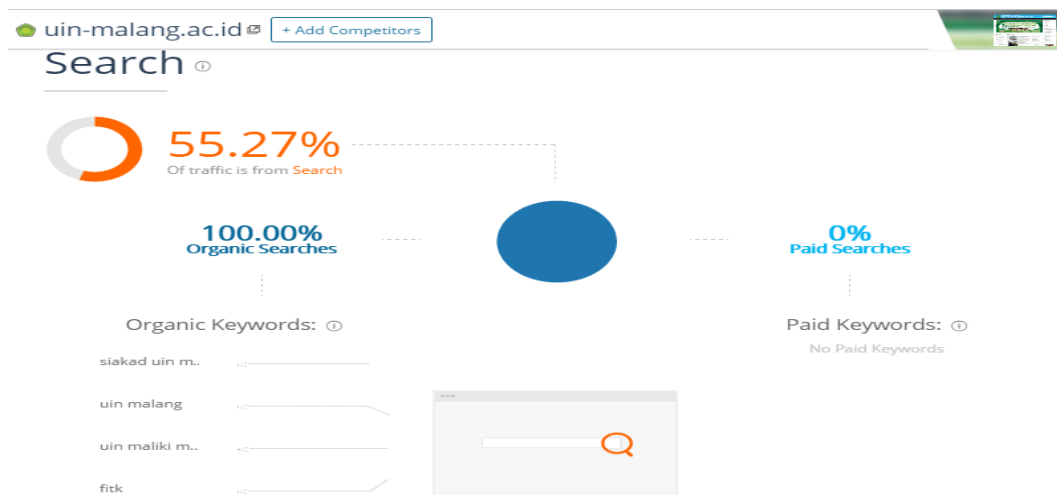 uin-malang.ac.id + Add Competitors
Search
55.27%
Of traffic is from Search
100.00%
Organic Searches
0%
Paid Searches
Organic Keywords:
Paid Keywords:
No Paid Keywords
siakad uin m..
uin malang
uin maliki m..
fitk